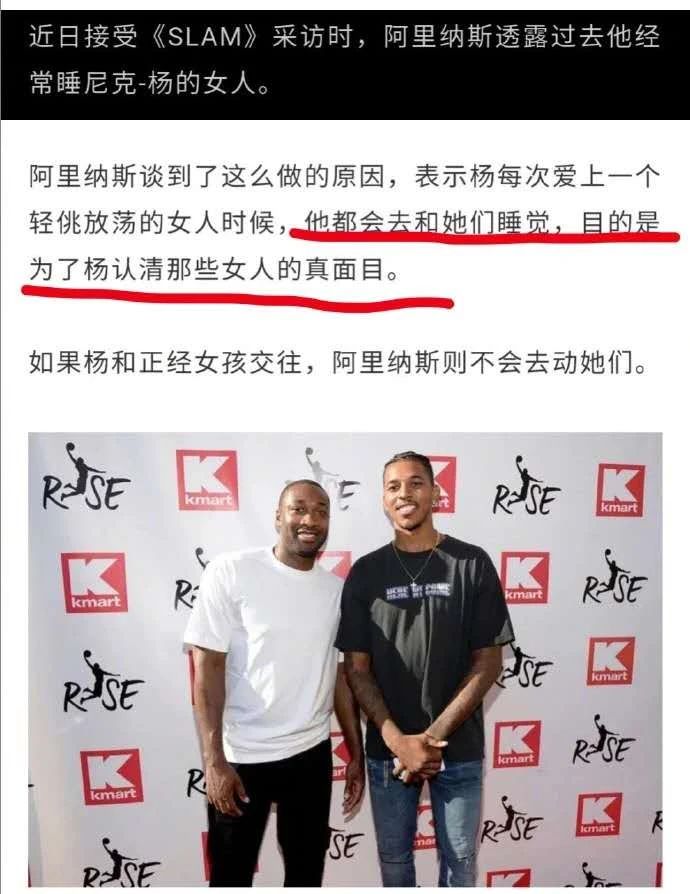 近日接受《SLAM》采访时，阿里纳斯透露过去他经
常睡尼克-杨的女人。
阿里纳斯谈到了这么做的原因，表示杨每次爱上一个
轻佻放荡的女人时候，他都会去和她们睡觉，目的是
为了杨认清那些女人的真面目。
如果杨和正经女孩交往，阿里纳斯则不会去动她们。
RISE
K
kmart
K
kmart
RISE
K
kmart
K
kmart
RISE
RISE
K
kmart
RISE
K
kmart
K
kmart
RISE
RISE
K
kmart
RISE